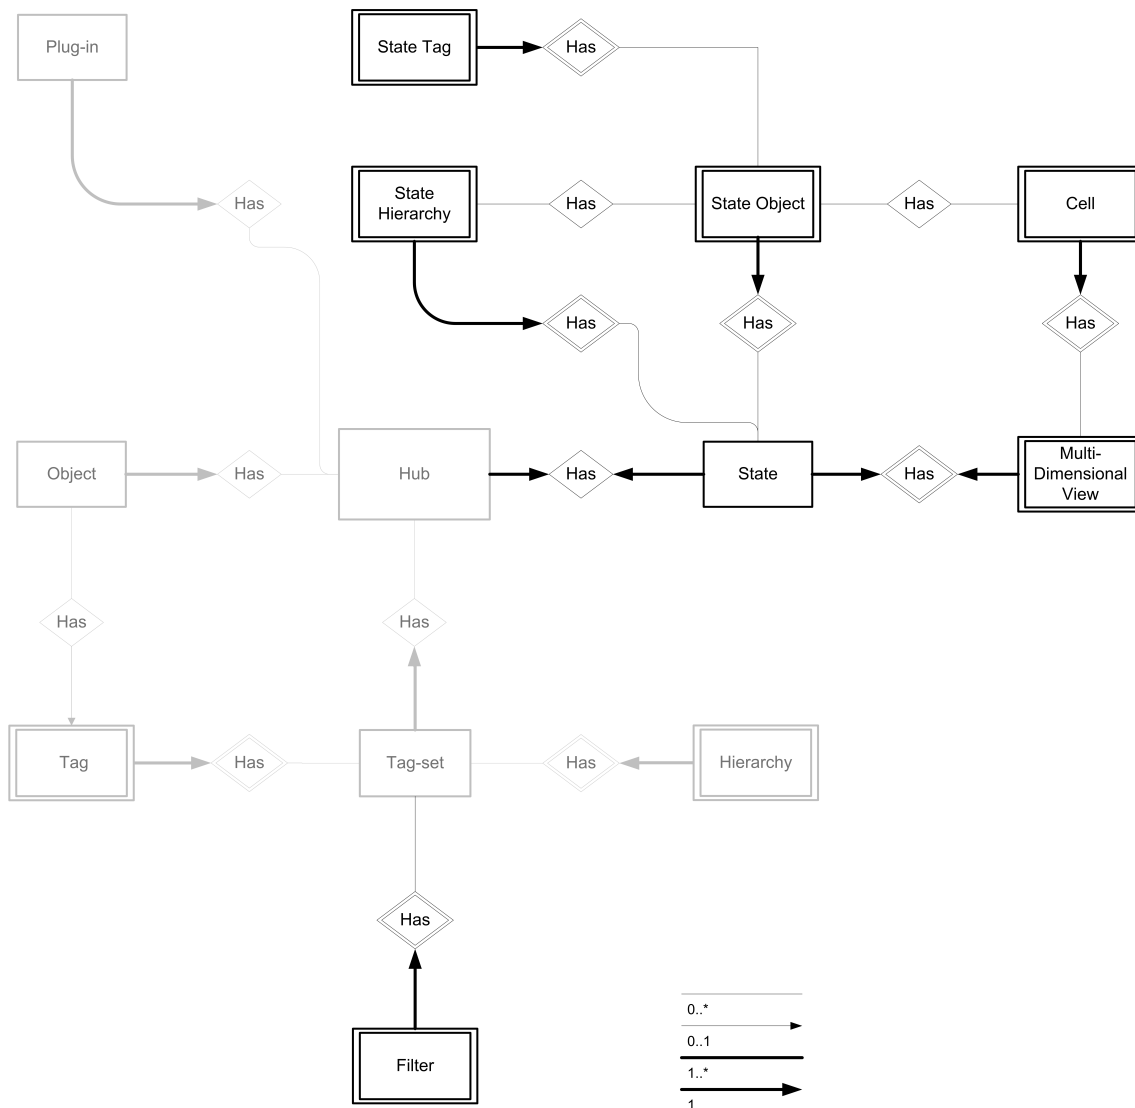 Plug-in
State Tag
Has
Has
State
Hierarchy
Has
State Object
Has
Cell
Has
Has
Has
Object
Has
Hub
Has
State
Has
Multi-
Dimensional
View
Has
Has
Tag
Has
Tag-set
Has
Hierarchy
Has
Filter
0..*
0..1
1..*
1